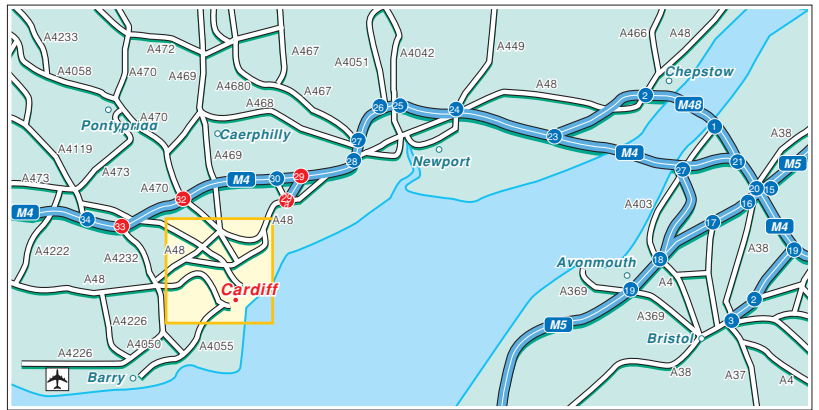 A4233
A472
A467
A4042
A449
A466
A48
A4051
Chepstow
A4058
A470
A469
A4680
A467
A48
2
M48
26
25
24
A468
Pontypridd
A470
Caerphilly
27
23
1
A38
A4119
A469
28
Newport
M4
27
21
M5
A473
A473
M4
30
29
20
15
A470
32
29
A
16
M4
34
33
A48
A403
17
M4
A4222
A4232
A48
18
A38
19
Avonmouth
A48
Cardiff
A369
19
A4
2
A4226
M5
A369
3
Bristol
A4
A4226
A4050
A4055
Barry
A38
A37
A4